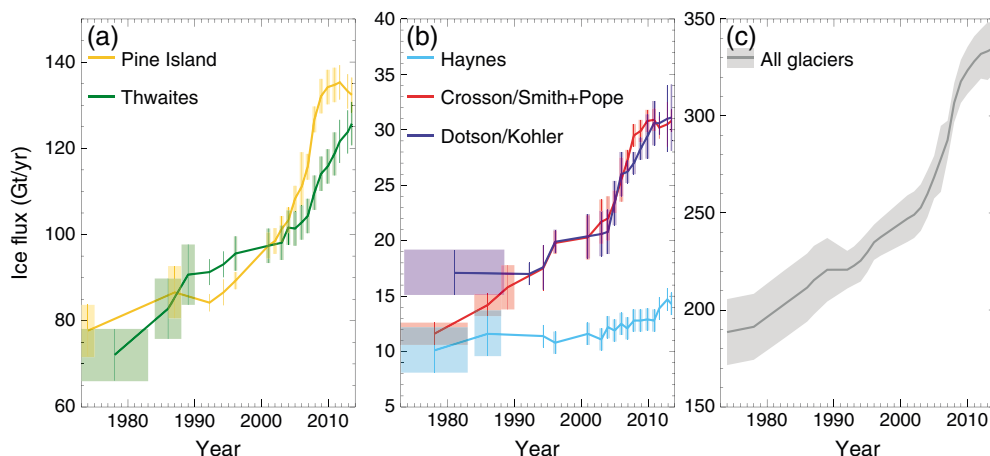 (a)
Pine Island
Thwaites
Ice flux (Gt/yr)
140
120
100
80
60
1980 1990 2000 2010
Year
(b)
Haynes
Crosson/Smith+Pope
Dotson/Kohler
40
35
30
25
20
15
10
5
1980 1990 2000 2010
Year
(c)
All glaciers
350
300
250
200
150
1980 1990 2000 2010
Year